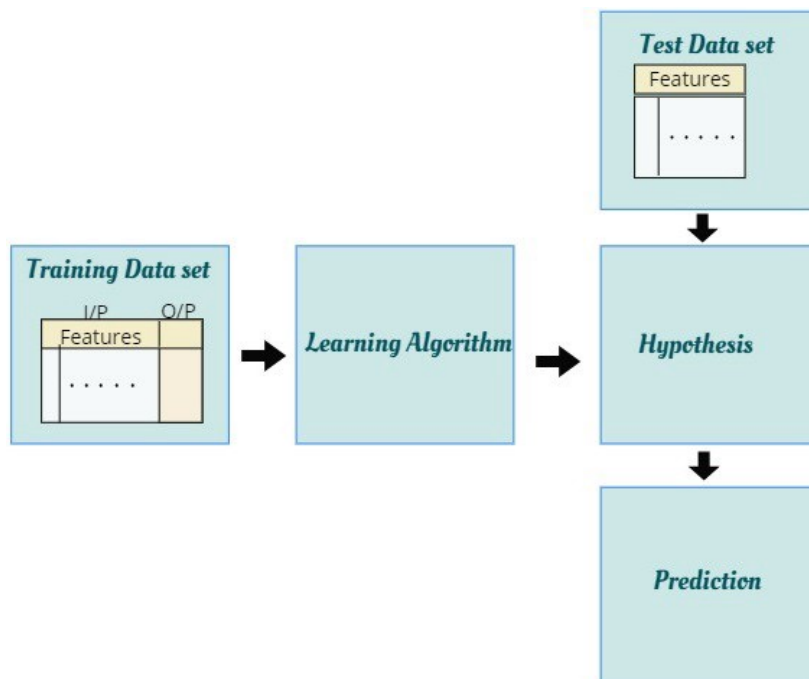 Test Data set
Features
. . . . .
Training Data set
I/P O/P
Features
. . . . .
Learning Algorithm
Hypothesis
Prediction